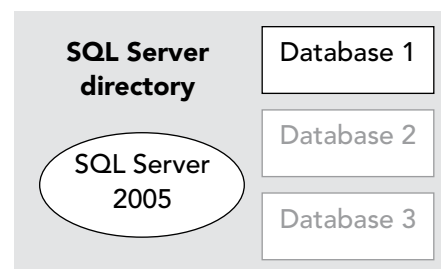 SQL Server
directory
SQL Server
2005
Database 1
Database 2
Database 3